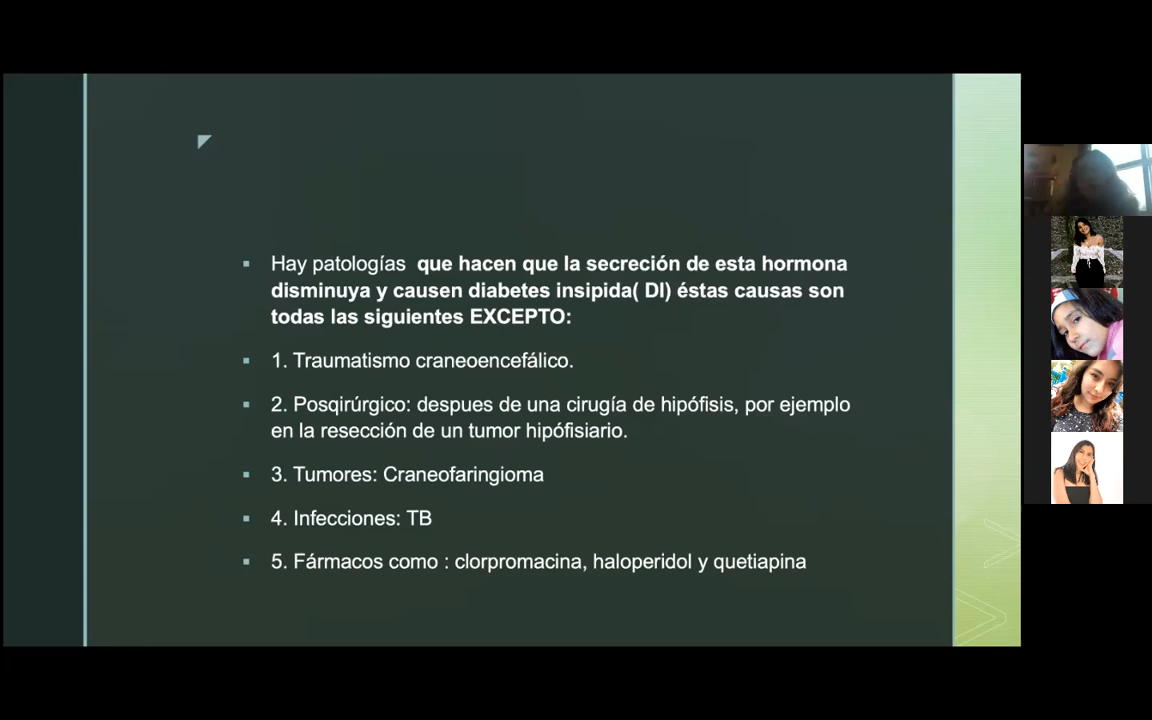 Hay patologías que hacen que la secreción de esta hormona
disminuya y causen diabetes insipida( DI) éstas causas son
todas las siguientes EXCEPTO:
1. Traumatismo craneoencefálico.
2. Posqirúrgico: despues de una cirugía de hipófisis, por ejemplo
en la resección de un tumor hipófisiario.
3. Tumores: Craneofaringioma
4. Infecciones: TB
5. Fármacos como : clorpromacina, haloperidol y quetiapina